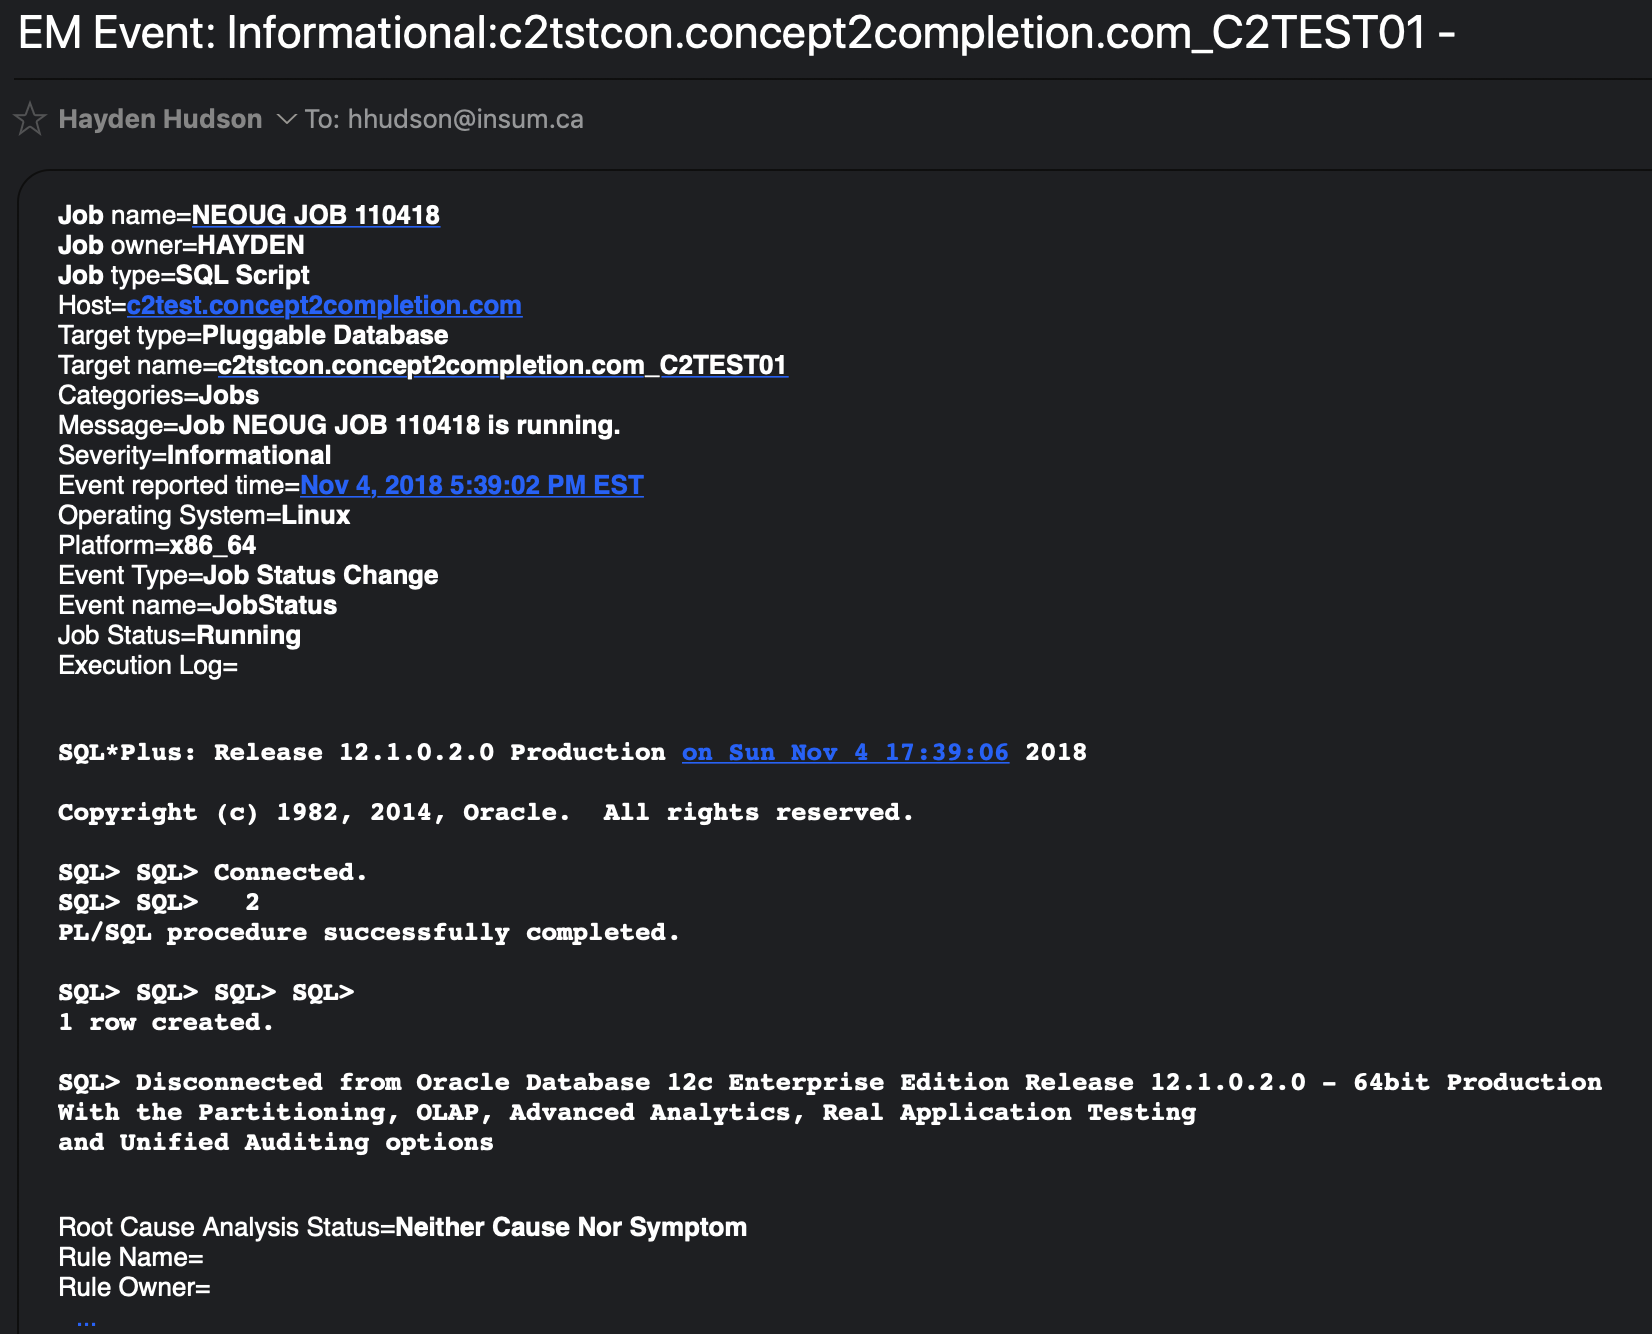 EM Event: Informational:c2tstcon.concept2completion.com_C2TEST01 -
Hayden Hudson To: hhudson@insum.ca
Job name=NEOUG JOB 110418
Job owner=HAYDEN
Job type=SQL Script
Host=c2test.concept2completion.com
Target type=Pluggable Database
Target name=c2tstcon.concept2completion.com_C2TEST01
Categories=Jobs
Message=Job NEOUG JOB 110418 is running.
Severity=Informational
Event reported time=Nov 4, 2018 5:39:02 PM EST
Operating System=Linux
Platform=x86_64
Event Type=Job Status Change
Event name=JobStatus
Job Status=Running
Execution Log=
SQL*Plus: Release 12.1.0.2.0 Production on Sun Nov 4 17:39:06 2018
Copyright (c) 1982, 2014, Oracle.  All rights reserved.
SQL> SQL> Connected.
SQL> SQL>   2
PL/SQL procedure successfully completed.
SQL> SQL> SQL> SQL>
1 row created.
SQL> Disconnected from Oracle Database 12c Enterprise Edition Release 12.1.0.2.0 - 64bit Production
With the Partitioning, OLAP, Advanced Analytics, Real Application Testing
and Unified Auditing options
Root Cause Analysis Status=Neither Cause Nor Symptom
Rule Name=
Rule Owner=
...